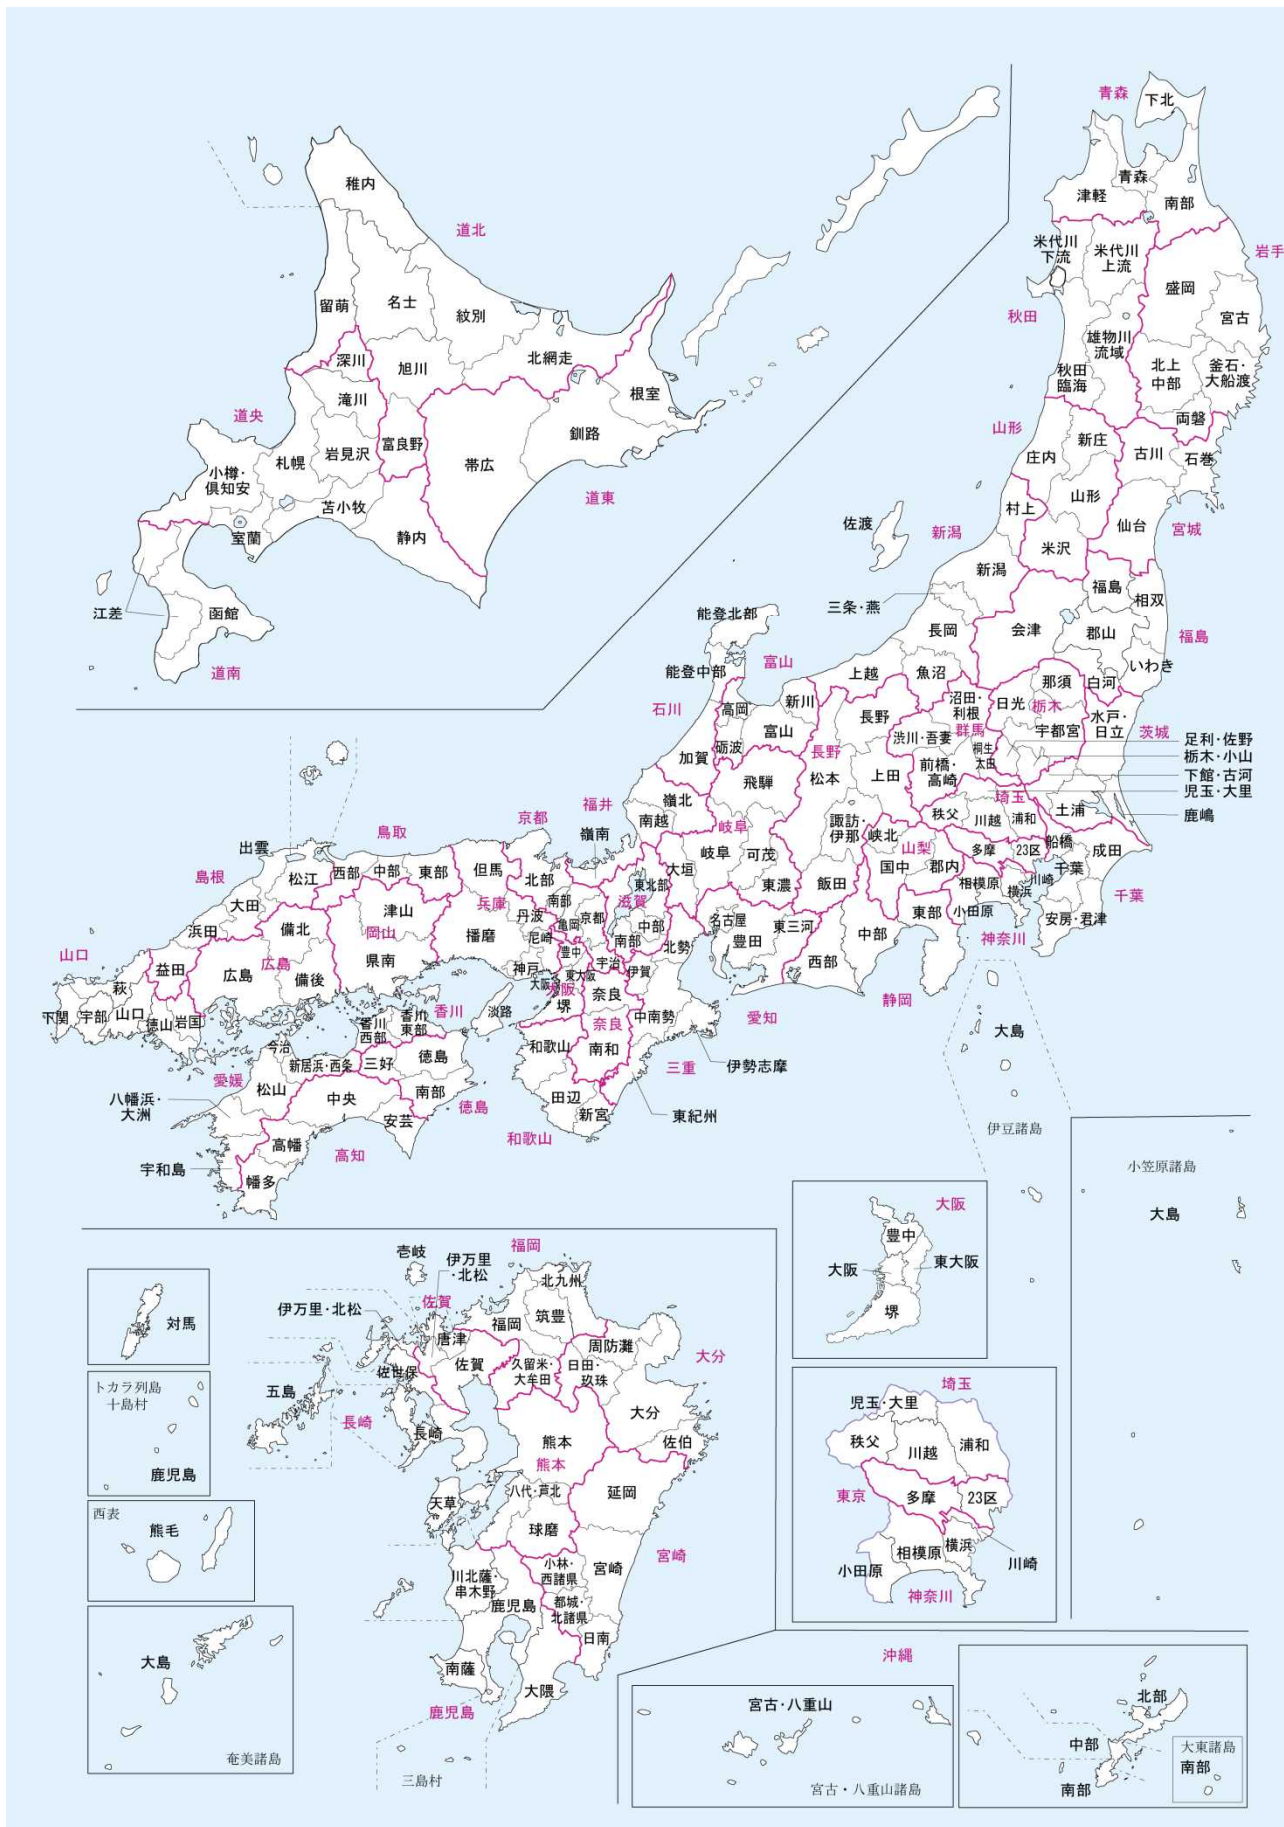 青森
下北
青森
津軽
南部
米代川
下流
米代川
上流
岩手
盛岡
宮古
秋田
雄物川
流域
秋田
臨海
北上
中部
釜石・
大船渡
両磐
稚内
道北
留萌
名士
紋別
北網走
深川
旭川
滝川
根室
道央
釧路
富良野
岩見沢
札幌
帯広
小樽・
倶知安
苫小牧
道東
室蘭
静内
江差
函館
道南
山形
新庄
庄内
古川
石巻
山形
村上
仙台
宮城
米沢
佐渡
新潟
新潟
三条・燕
長岡
福島
相双
会津
郡山
福島
いわき
白河
能登北部
能登中部
富山
上越
魚沼
石川
高岡
新川
富山
砺波
加賀
長野
長野
沼田・
利根
群馬
渋川・吾妻
桐生
太田
前橋・
高崎
那須
日光
栃木
宇都宮
水戸・
日立
茨城
足利・佐野
栃木・小山
下館・古河
児玉・大里
鹿嶋
土浦
飛騨
松本
上田
諏訪・
伊那
飯田
埼玉
秩父
川越
浦和
山梨
峡北
国中
郡内
多摩
23区
船橋
成田
千葉
千葉
川崎
横浜
相模原
小田原
神奈川
安房・君津
福井
嶺北
南越
嶺南
岐阜
岐阜
可茂
大垣
東濃
名古屋
豊田
東三河
愛知
東部
中部
西部
静岡
大島
伊豆諸島
小笠原諸島
大島
京都
北部
南部
丹波
亀岡
京都
滋賀
東北部
中部
南部
宇治
北勢
伊賀
中南勢
三重
伊勢志摩
東紀州
鳥取
出雲
島根
松江
西部
中部
東部
但馬
兵庫
播磨
尼崎
神戸
淡路
豊中
大阪
東大阪
大阪
堺
奈良
奈良
南和
和歌山
田辺
新宮
和歌山
大田
浜田
益田
津山
岡山
県南
備北
広島
広島
備後
山口
萩
下関
宇部
山口
徳山
岩国
香川
香川
西部
香川
東部
今治
新居浜・西条
三好
徳島
愛媛
松山
八幡浜・
大洲
宇和島
南部
徳島
中央
安芸
高幡
幡多
高知
大阪
豊中
大阪
東大阪
堺
埼玉
児玉・大里
秩父
川越
浦和
東京
多摩
23区
相模原
横浜
川崎
小田原
神奈川
対馬
トカラ列島
十島村
鹿児島
西表
熊毛
大島
奄美諸島
壱岐
伊万里
・北松
伊万里・北松
福岡
北九州
佐賀
唐津
福岡
筑豊
周防灘
佐世保
佐賀
久留米・
大牟田
日田・
玖珠
大分
大分
佐伯
五島
長崎
長崎
熊本
熊本
天草
八代・芦北
球磨
延岡
宮崎
宮崎
小林・
西諸県
都城・
北諸県
日南
川北薩・
串木野
鹿児島
南薩
大隈
鹿児島
三島村
沖縄
宮古・八重山
宮古・八重山諸島
北部
中部
南部
大東諸島
南部